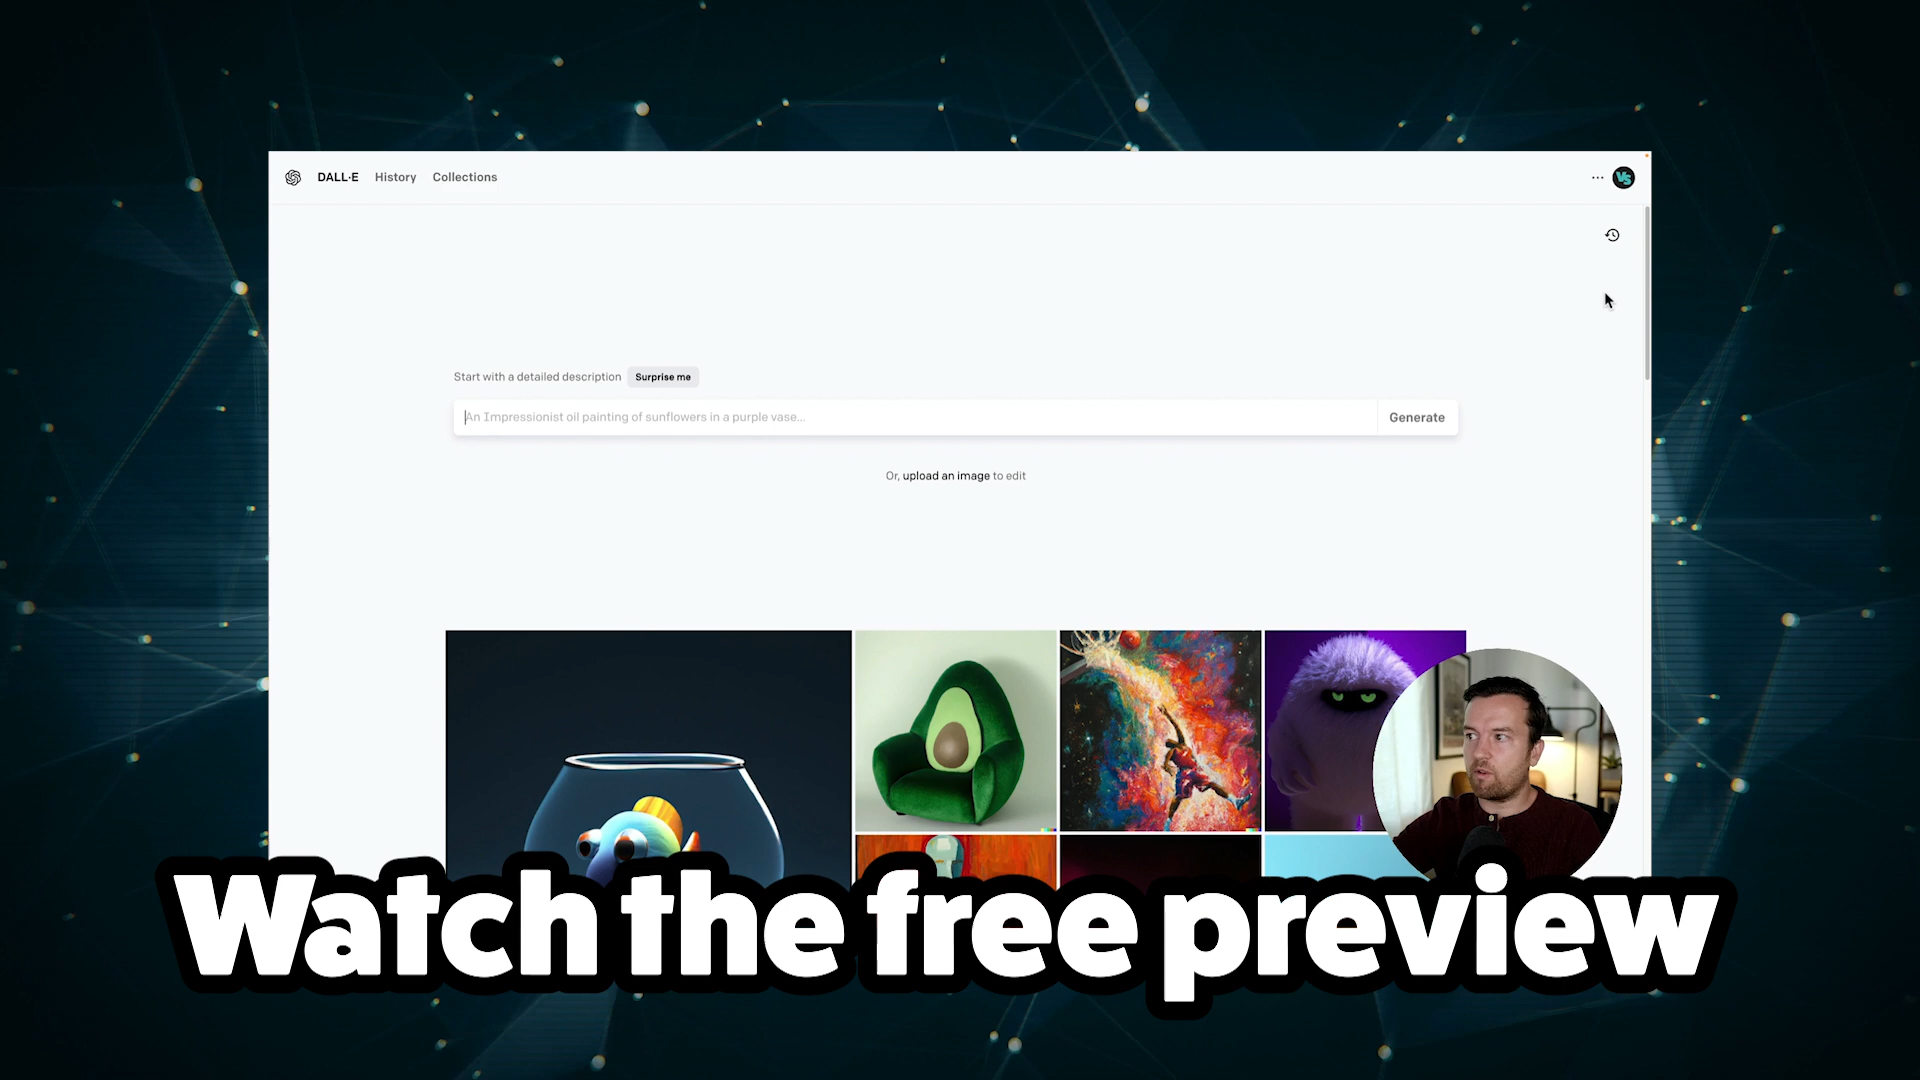 DALL·E History Collections
VS
Start with a detailed description Surprise me
An Impressionist oil painting of sunflowers in a purple vase... Generate
Or, upload an image to edit
Watch the free preview